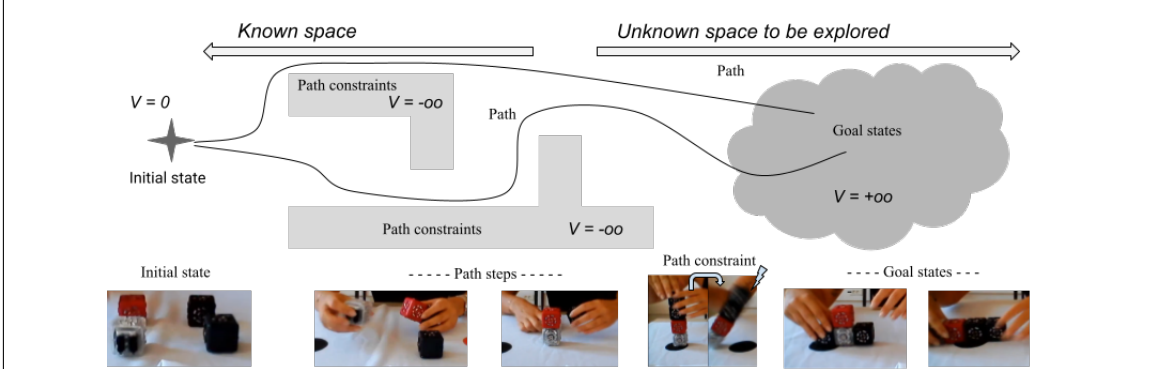 Known space
Unknown space to be explored
Path
Path constraints
V = -oo
V = 0
Path
Goal states
Initial state
V = +oo
Path constraints
V = -oo
Path constraint
Initial state
- - - - - Path steps - - - - -
- - - - Goal states - - -